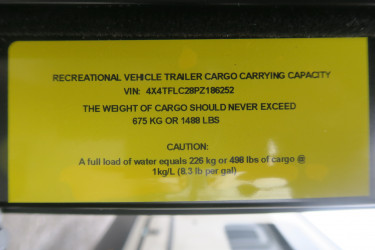 RECREATIONAL VEHICLE TRAILER CARGO CARRYING CAPACITY
VIN: 4X4TFLC28PZ186252
THE WEIGHT OF CARGO SHOULD NEVER EXCEED
675 KG OR 1488 LBS
CAUTION:
A full load of water equals 226 kg or 498 lbs of cargo @
1kg/L (8.3 lb per gal)